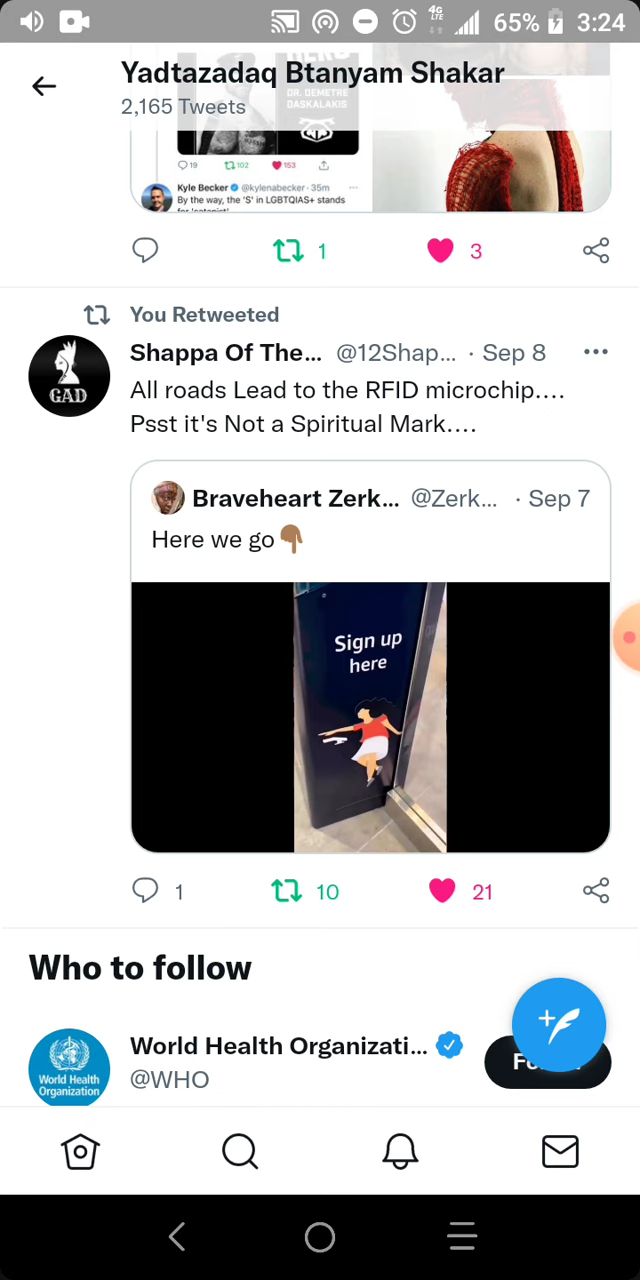 4G
LTE
65%
3:24
Yadtazadaq Btanyam Shakar
2,165 Tweets
DR. DEMETRE
DASKALAKIS
19
102
153
Kyle Becker @kylenabecker · 35m
By the way, the 'S' in LGBTQIAS+ stands
1
3
You Retweeted
Shappa Of The... @12Shap... · Sep 8
All roads Lead to the RFID microchip....
Psst it's Not a Spiritual Mark....
GAD
Braveheart Zerk... @Zerk... · Sep 7
Here we go
Sign up
here
1
10
21
Who to follow
World Health Organizati...
@WHO
World Health
Organization